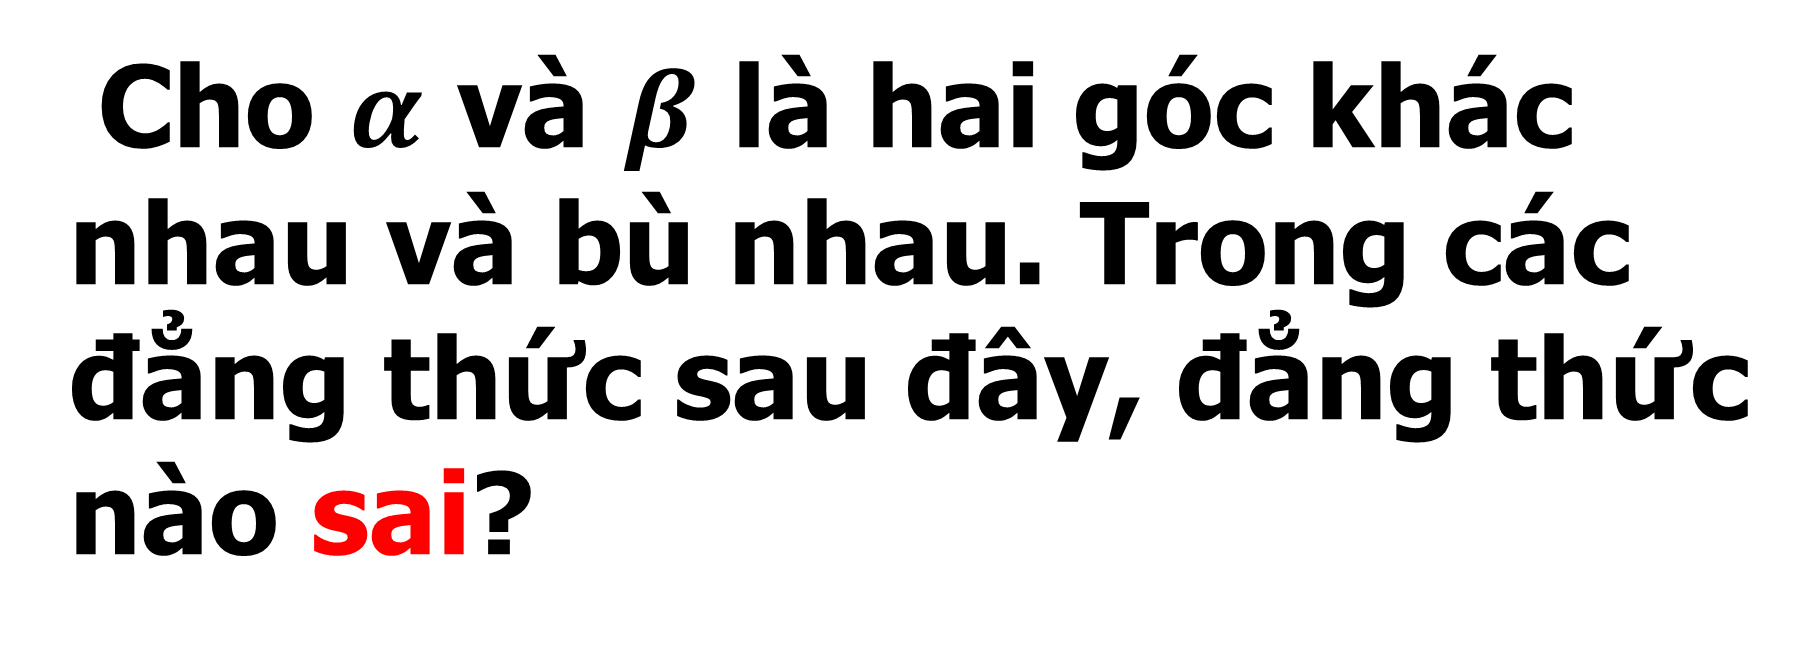 Cho 𝜶 và 𝜷 là hai góc khác
nhau và bù nhau. Trong các
đẳng thức sau đây, đẳng thức
nào sai?